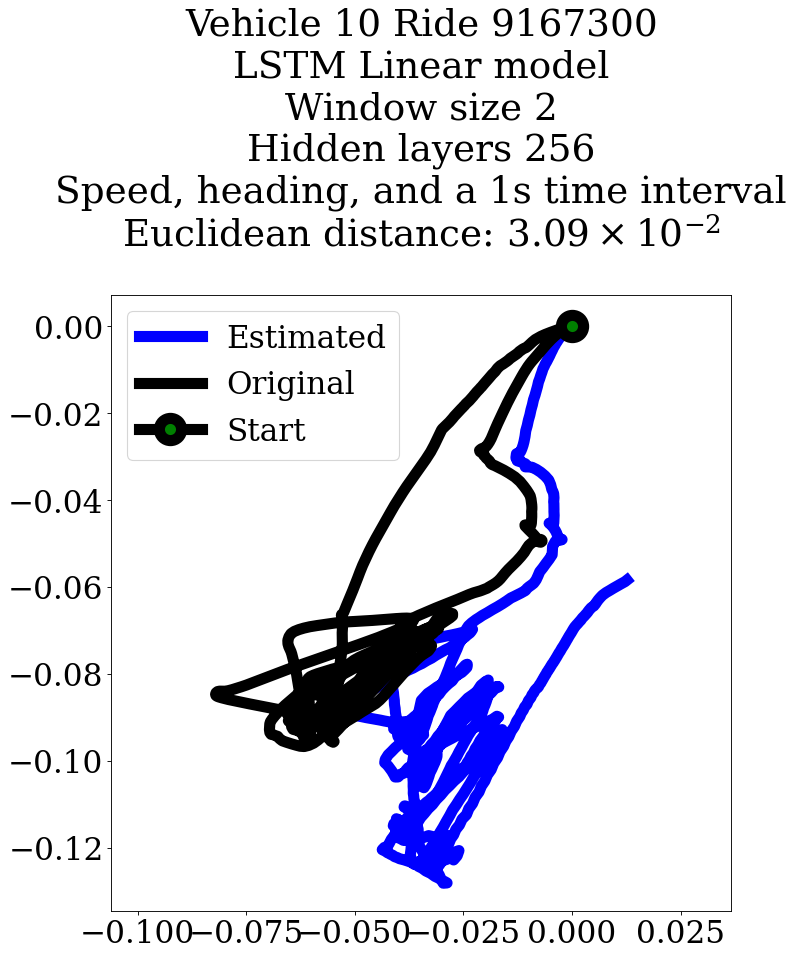 Vehicle 10 Ride 9167300
LSTM Linear model
Window size 2
Hidden layers 256
Speed, heading, and a 1s time interval
Euclidean distance: 3.09 × 10⁻²
Estimated
Original
Start
0.00
−0.02
−0.04
−0.06
−0.08
−0.10
−0.12
−0.100 −0.075 −0.050 −0.025 0.000 0.025